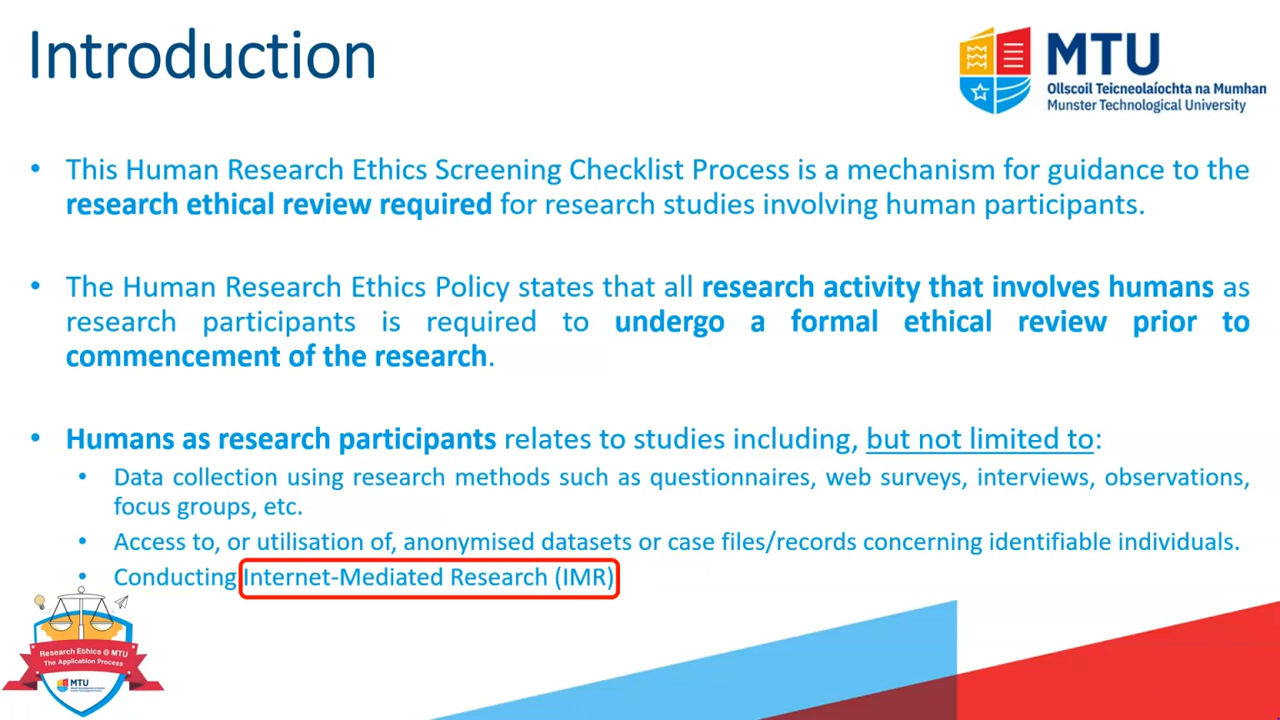 Introduction
MTU
Ollscoil Teicneolaíochta na Mumhan
Munster Technological University
• This Human Research Ethics Screening Checklist Process is a mechanism for guidance to the
research ethical review required for research studies involving human participants.
• The Human Research Ethics Policy states that all research activity that involves humans as
research participants is required to undergo a formal ethical review prior to
commencement of the research.
• Humans as research participants relates to studies including, but not limited to:
• Data collection using research methods such as questionnaires, web surveys, interviews, observations,
focus groups, etc.
• Access to, or utilisation of, anonymised datasets or case files/records concerning identifiable individuals.
• Conducting Internet-Mediated Research (IMR)
Research Ethics @ MTU
The Application Process
MTU